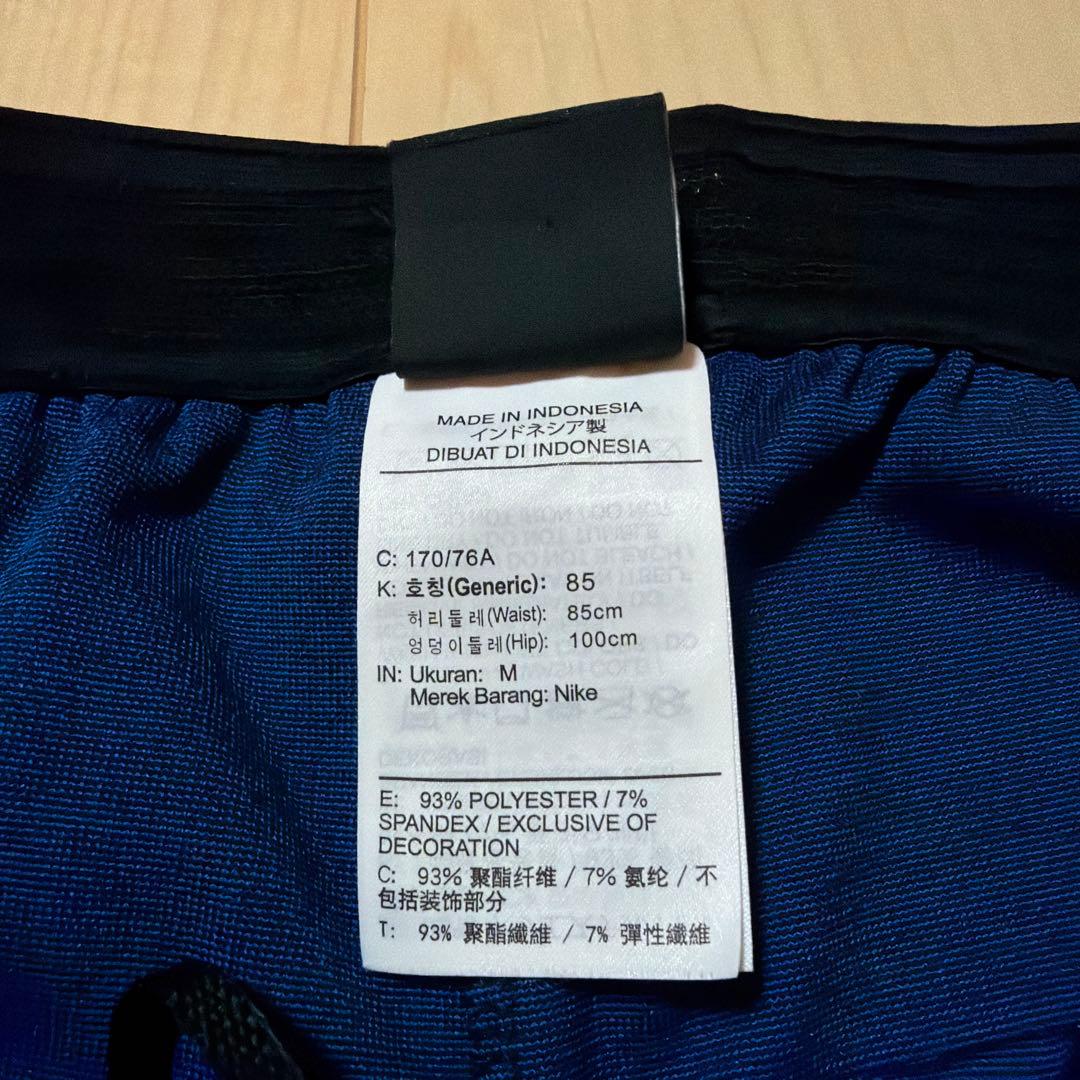 MADE IN INDONESIA
インドネシア製
DIBUAT DI INDONESIA
C: 170/76A
K: 호칭(Generic): 85
허리둘레(Waist): 85cm
엉덩이둘레(Hip): 100cm
IN: Ukuran: M
Merek Barang: Nike
E: 93% POLYESTER / 7%
SPANDEX / EXCLUSIVE OF
DECORATION
C: 93% 聚酯纤维 / 7% 氨纶 / 不
包括装饰部分
T: 93% 聚酯纖維 / 7% 彈性纖維